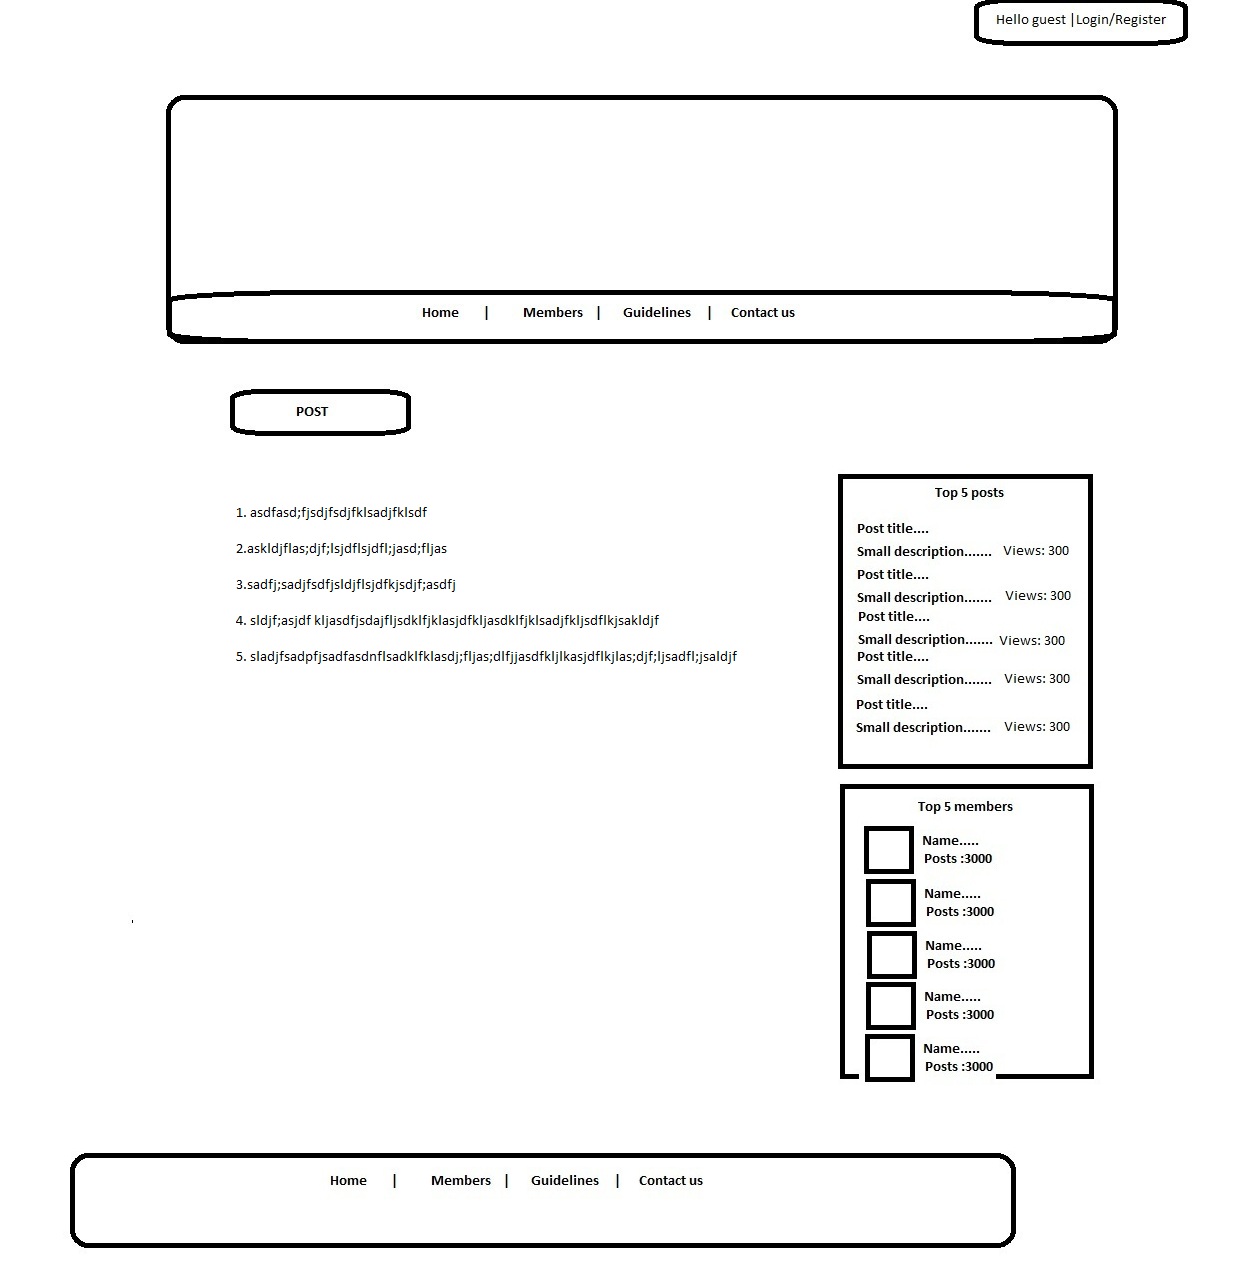 Hello guest |Login/Register
Home | Members | Guidelines | Contact us
POST
1. asdfasd;fjsdjfsdjfklsadjfklsdf
2.askldjflas;djf;lsjdflsjdfl;jasd;fljas
3.sadfj;sadjfsdfjsldjflsjdfkjsdjf;asdfj
4. sldjf;asjdf kljasdfjsdajfljsdklfjklasjdfkljasdklfjklsadjfkljsdflkjsakldjf
5. sladjfsadpfjsadfasdnflsadklfklasdj;fljas;dlfjjasdfkljlkasjdflkjlas;djf;ljsadfl;jsaldjf
Top 5 posts
Post title....
Small description....... Views: 300
Post title....
Small description....... Views: 300
Post title....
Small description....... Views: 300
Post title....
Small description....... Views: 300
Post title....
Small description....... Views: 300
Top 5 members
Name.....
Posts :3000
Name.....
Posts :3000
Name.....
Posts :3000
Name.....
Posts :3000
Name.....
Posts :3000
Home | Members | Guidelines | Contact us